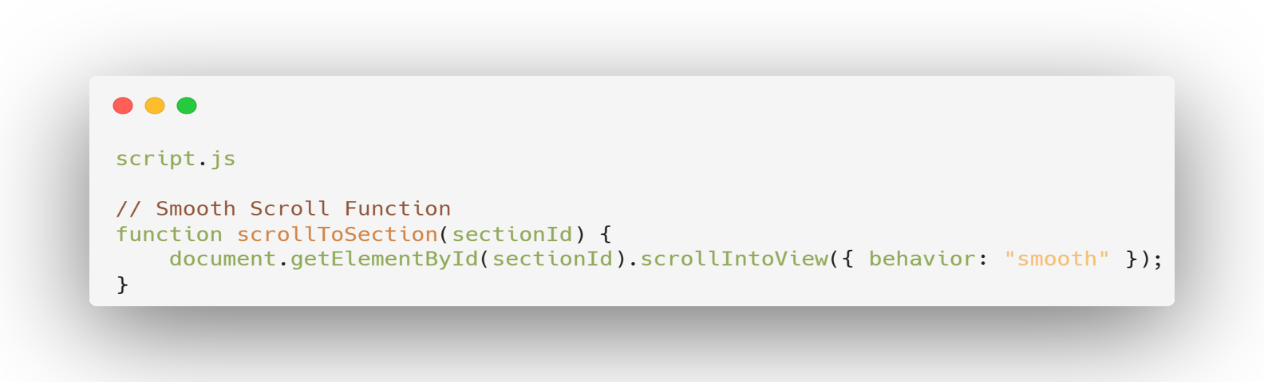 script.js
// Smooth Scroll Function
function scrollToSection(sectionId) {
    document.getElementById(sectionId).scrollIntoView({ behavior: "smooth" });
}